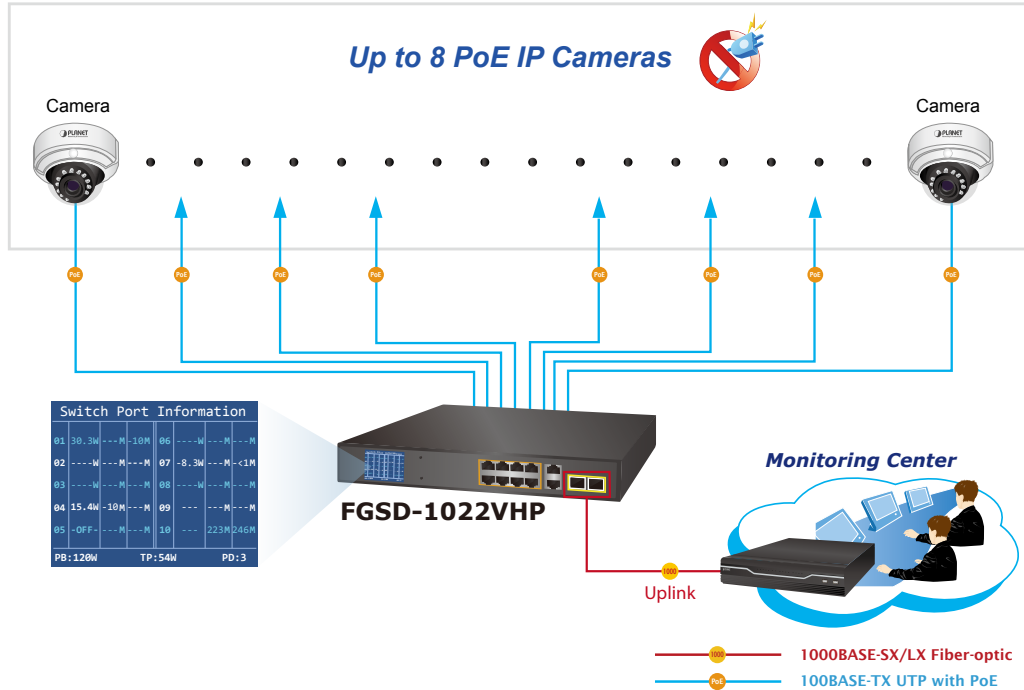 Up to 8 PoE IP Cameras
Camera
Camera
PLANET
PLANET
PoE
PoE
PoE
PoE
PoE
PoE
PoE
PoE
Switch Port Information
01 30.3W ---M -10M 06 ----W ---M ---M
02 ----W ---M ---M 07 -8.3W ---M -<1M
03 ----W ---M ---M 08 ----W ---M ---M
04 15.4W -10M ---M 09 --- ---M ---M
05 -OFF- ---M ---M 10 --- 223M 246M
PB:120W TP:54W PD:3
FGSD-1022VHP
Monitoring Center
1000
Uplink
1000 1000BASE-SX/LX Fiber-optic
PoE 100BASE-TX UTP with PoE